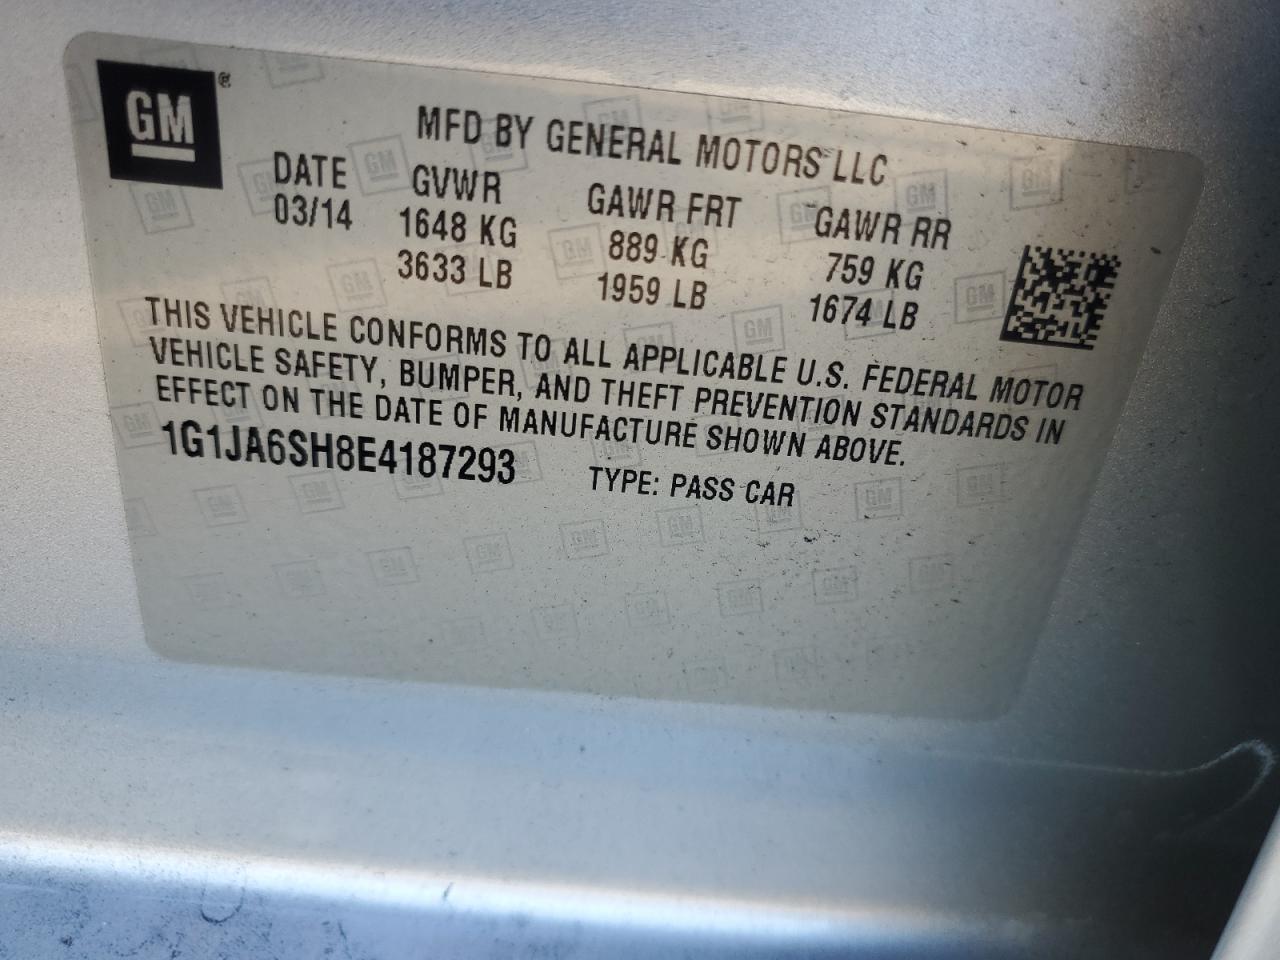 GM®
MFD BY GENERAL MOTORS LLC
DATE GVWR GAWR FRT GAWR RR
03/14 1648 KG 889 KG 759 KG
3633 LB 1959 LB 1674 LB
THIS VEHICLE CONFORMS TO ALL APPLICABLE U.S. FEDERAL MOTOR
VEHICLE SAFETY, BUMPER, AND THEFT PREVENTION STANDARDS IN
EFFECT ON THE DATE OF MANUFACTURE SHOWN ABOVE.
1G1JA6SH8E4187293 TYPE: PASS CAR